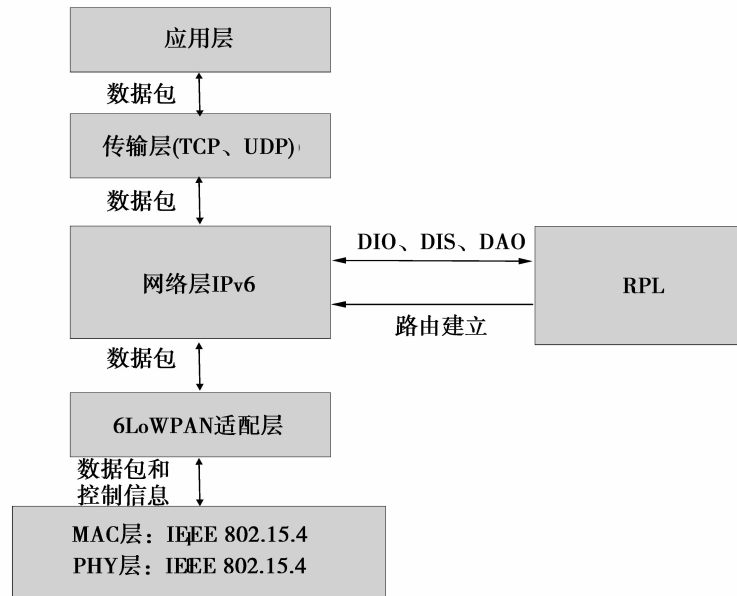 应用层
数据包
传输层(TCP、UDP)
数据包
网络层IPv6
DIO、DIS、DAO
RPL
路由建立
数据包
6LoWPAN适配层
数据包和
控制信息
MAC层：IEEE 802.15.4
PHY层：IEEE 802.15.4